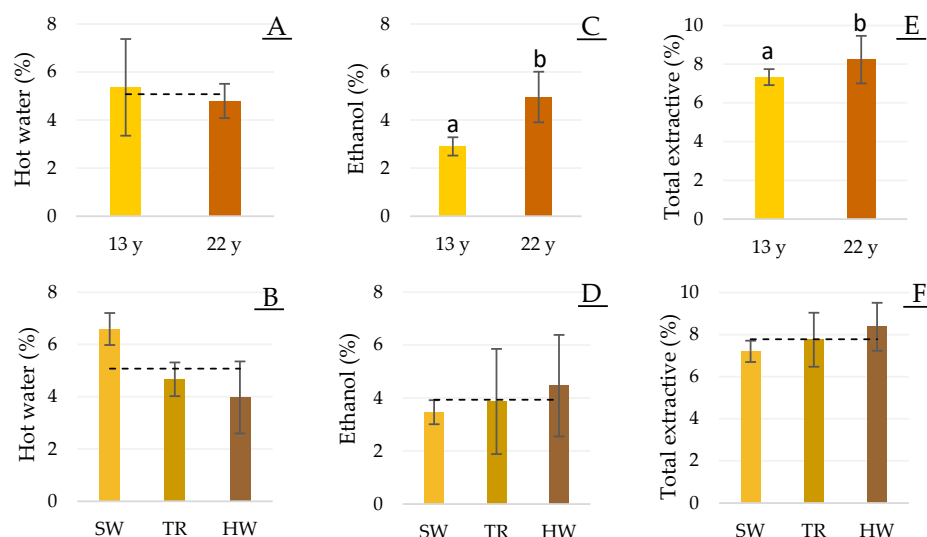 A
Hot water (%)
8
6
4
2
0
13 y
22 y
C
Ethanol (%)
8
6
4
2
0
a
b
13 y
22 y
E
Total extractive (%)
10
8
6
4
2
0
a
b
13 y
22 y
B
Hot water (%)
8
6
4
2
0
SW
TR
HW
D
Ethanol (%)
8
6
4
2
0
SW
TR
HW
F
Total extractive (%)
10
8
6
4
2
0
SW
TR
HW